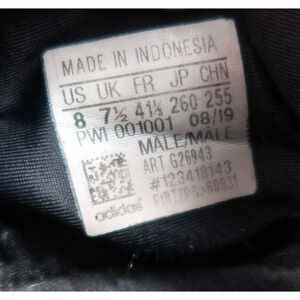 MADE IN INDONESIA
US UK FR JP CHN
8 7½ 41⅓ 260 255
PWI 001001 08/19
MALE/MALE
ART G26943
#123419143
adidas